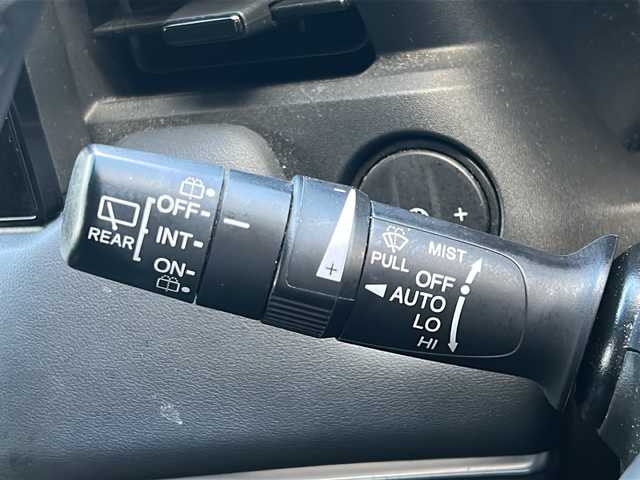 OFF-
REAR
INT-
ON-
MIST
PULL
OFF
AUTO
LO
HI
- +
+